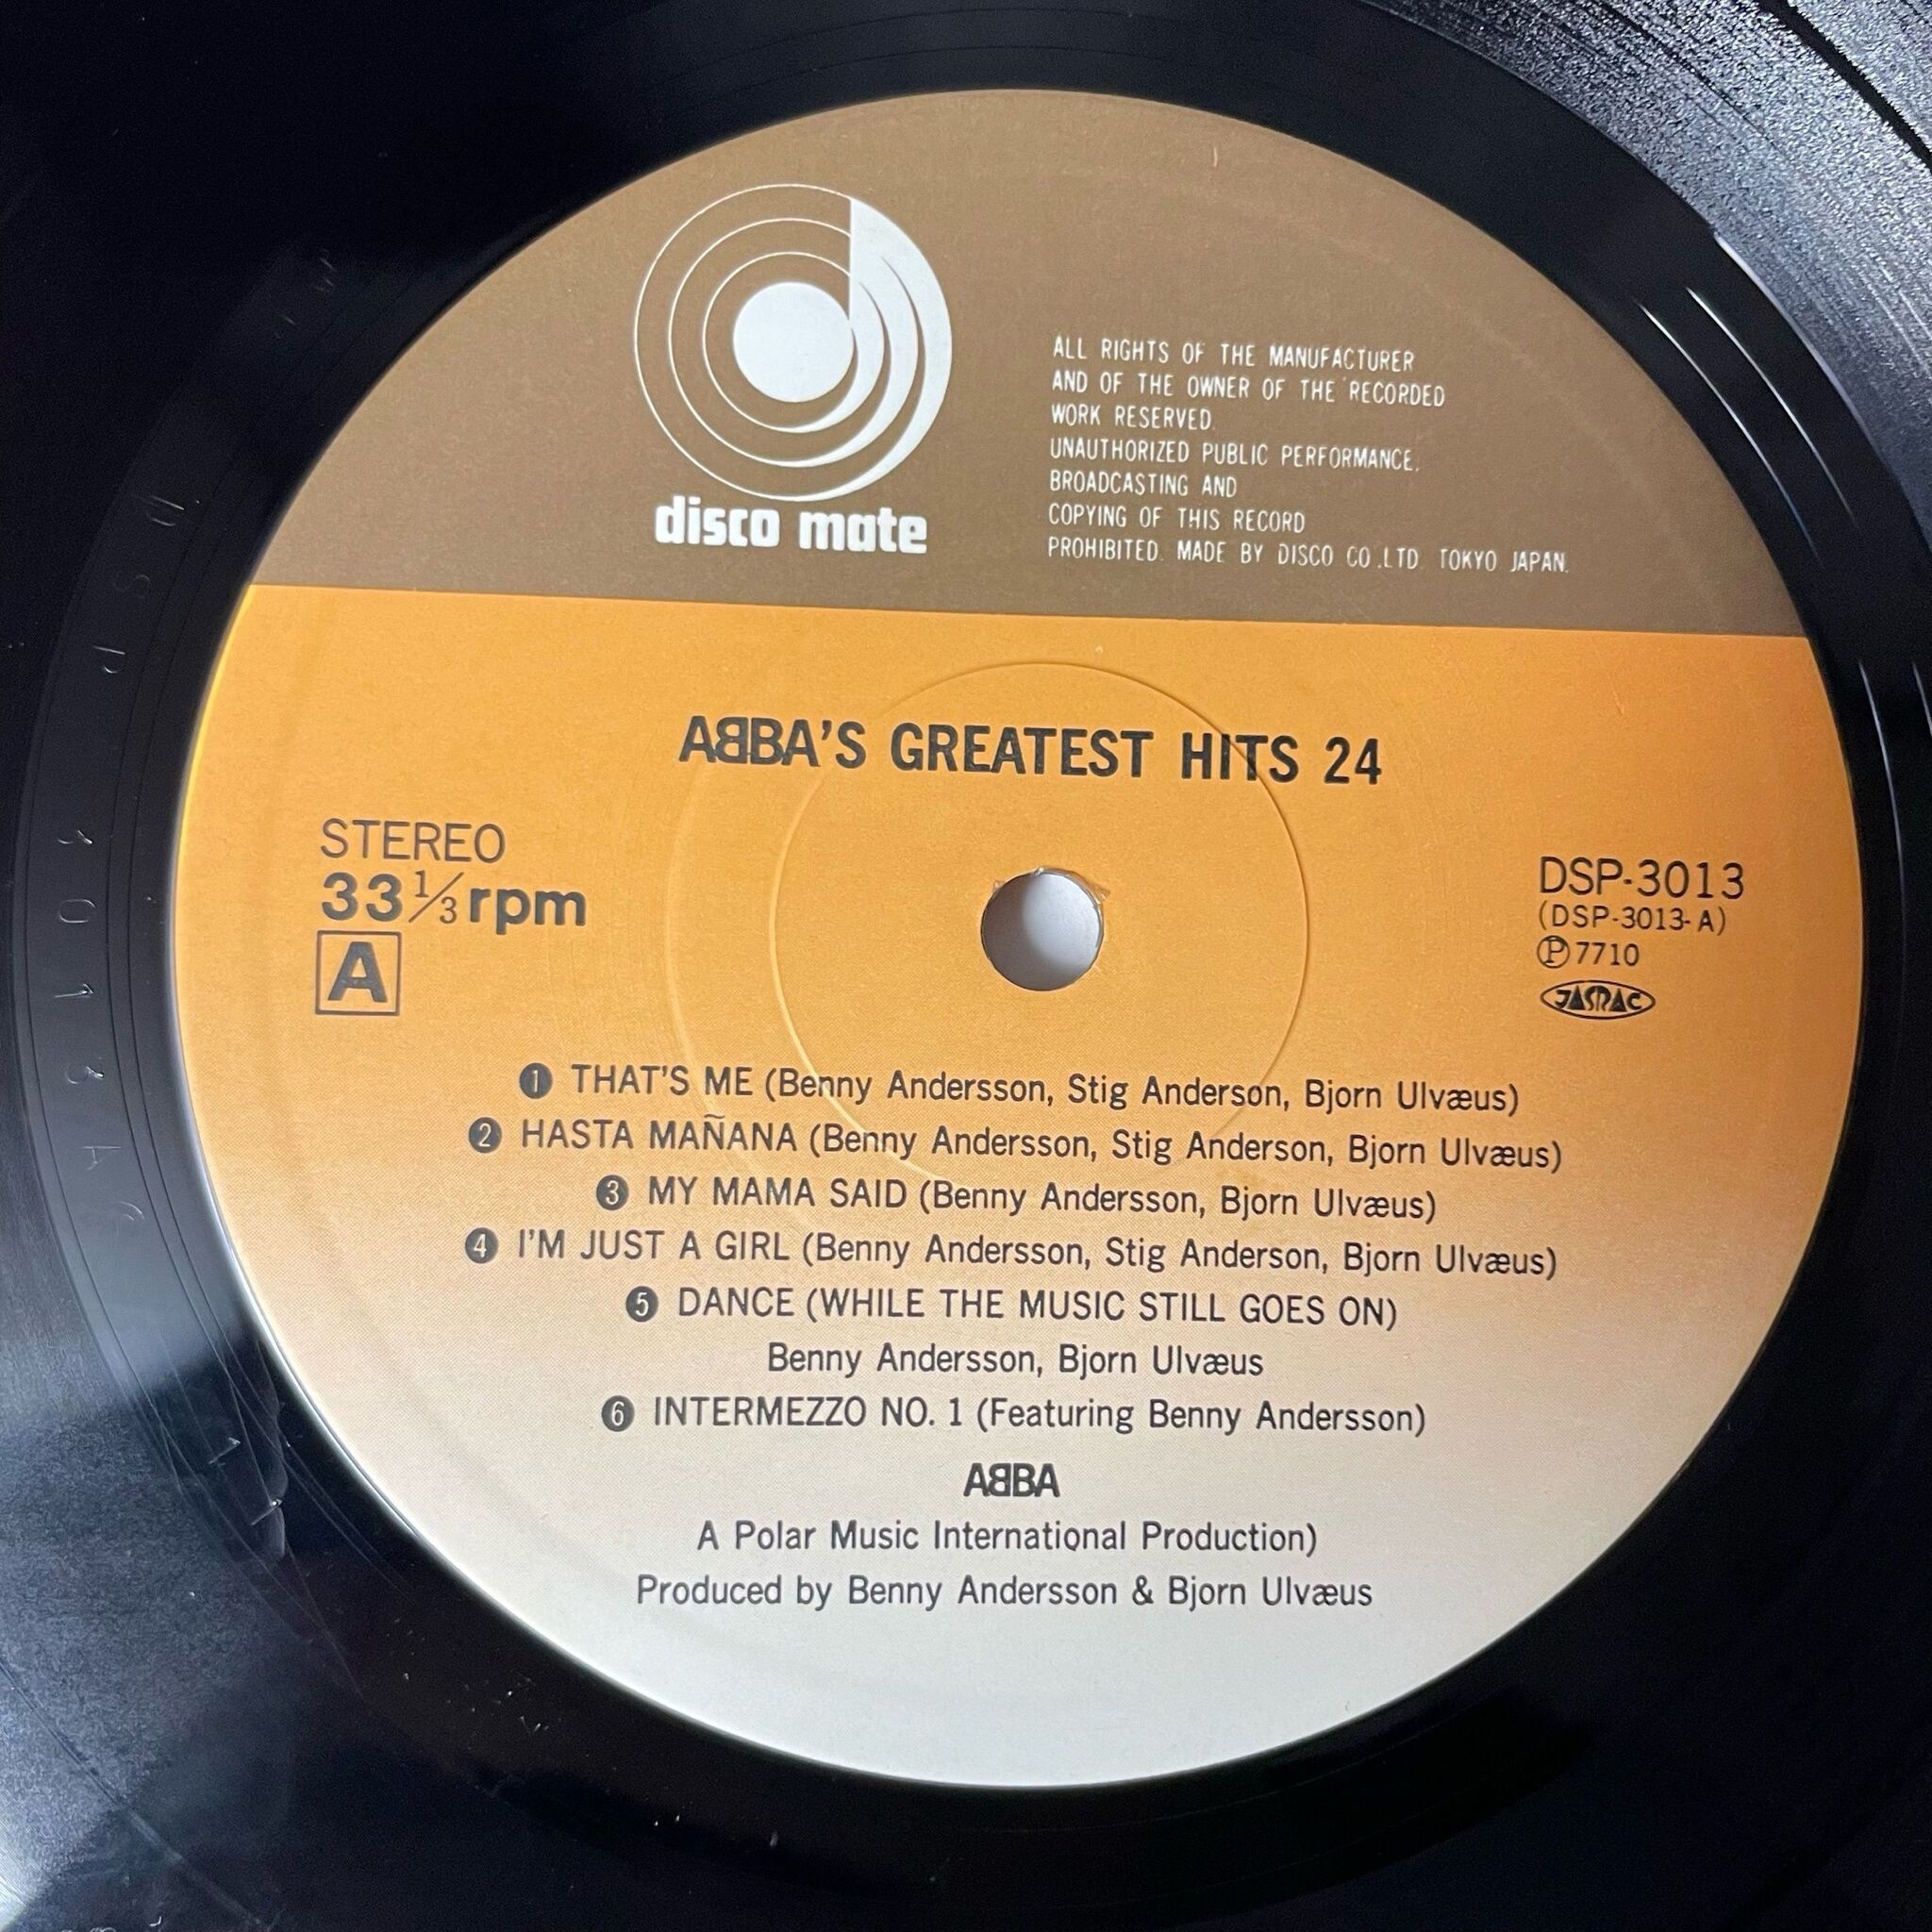 disco mate
ALL RIGHTS OF THE MANUFACTURER
AND OF THE OWNER OF THE RECORDED
WORK RESERVED.
UNAUTHORIZED PUBLIC PERFORMANCE.
BROADCASTING AND
COPYING OF THIS RECORD
PROHIBITED. MADE BY DISCO CO.,LTD. TOKYO JAPAN.
ABBA'S GREATEST HITS 24
STEREO
33 1/3 rpm
A
DSP-3013
(DSP-3013-A)
Ⓟ7710
JASRAC
❶ THAT'S ME (Benny Andersson, Stig Anderson, Bjorn Ulvæus)
❷ HASTA MAÑANA (Benny Andersson, Stig Anderson, Bjorn Ulvæus)
❸ MY MAMA SAID (Benny Andersson, Bjorn Ulvæus)
❹ I'M JUST A GIRL (Benny Andersson, Stig Anderson, Bjorn Ulvæus)
❺ DANCE (WHILE THE MUSIC STILL GOES ON)
Benny Andersson, Bjorn Ulvæus
❻ INTERMEZZO NO. 1 (Featuring Benny Andersson)
ABBA
A Polar Music International Production)
Produced by Benny Andersson & Bjorn Ulvæus